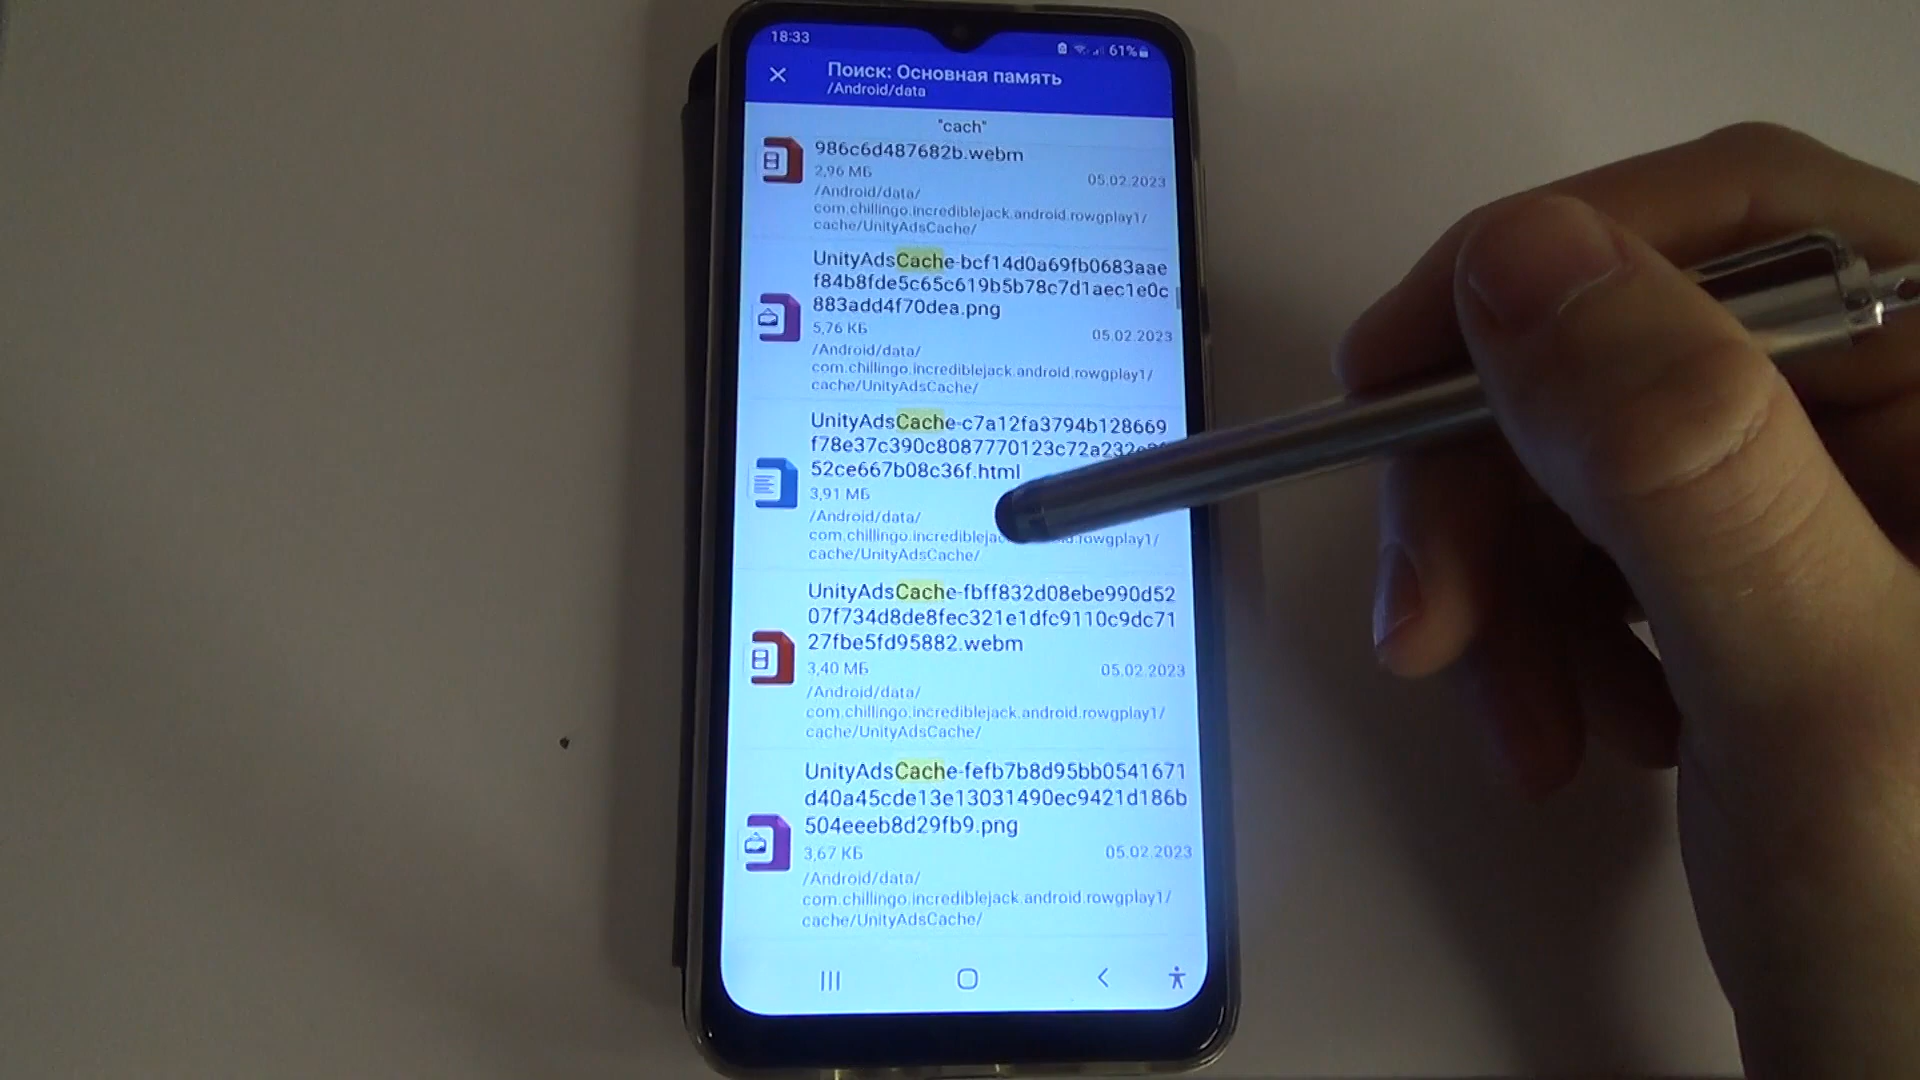 18:33
61%
Поиск: Основная память
/Android/data
"cach"
986c6d487682b.webm
2,96 МБ
05.02.2023
/Android/data/
com.chillingo.incrediblejack.android.rowgplay1/
cache/UnityAdsCache/
UnityAdsCache-bcf14d0a69fb0683aae
f84b8fde5c65c619b5b78c7d1aec1e0c
883add4f70dea.png
5,76 КБ
05.02.2023
/Android/data/
com.chillingo.incrediblejack.android.rowgplay1/
cache/UnityAdsCache/
UnityAdsCache-c7a12fa3794b128669
f78e37c390c8087770123c72a232
52ce667b08c36f.html
3,91 МБ
/Android/data/
com.chillingo.incrediblejac rowgplay1/
cache/UnityAdsCache/
UnityAdsCache-fbff832d08ebe990d52
07f734d8de8fec321e1dfc9110c9dc71
27fbe5fd95882.webm
3,40 МБ
05.02.2023
/Android/data/
com.chillingo.incrediblejack.android.rowgplay1/
cache/UnityAdsCache/
UnityAdsCache-fefb7b8d95bb0541671
d40a45cde13e13031490ec9421d186b
504eeeb8d29fb9.png
3,67 КБ
05.02.2023
/Android/data/
com.chillingo.incrediblejack.android.rowgplay1/
cache/UnityAdsCache/